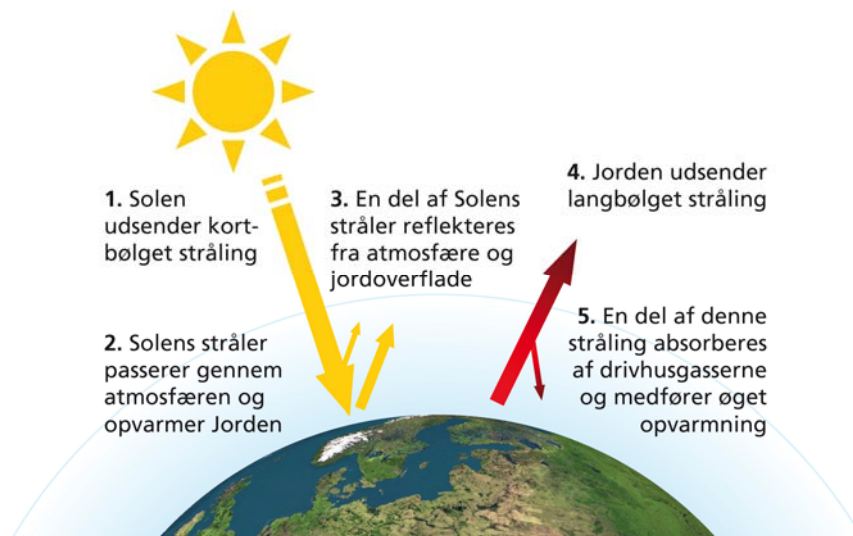 1. Solen
udsender kort-
bølget stråling
2. Solens stråler
passerer gennem
atmosfæren og
opvarmer Jorden
3. En del af Solens
stråler reflekteres
fra atmosfære og
jordoverflade
4. Jorden udsender
langbølget stråling
5. En del af denne
stråling absorberes
af drivhusgasserne
og medfører øget
opvarmning